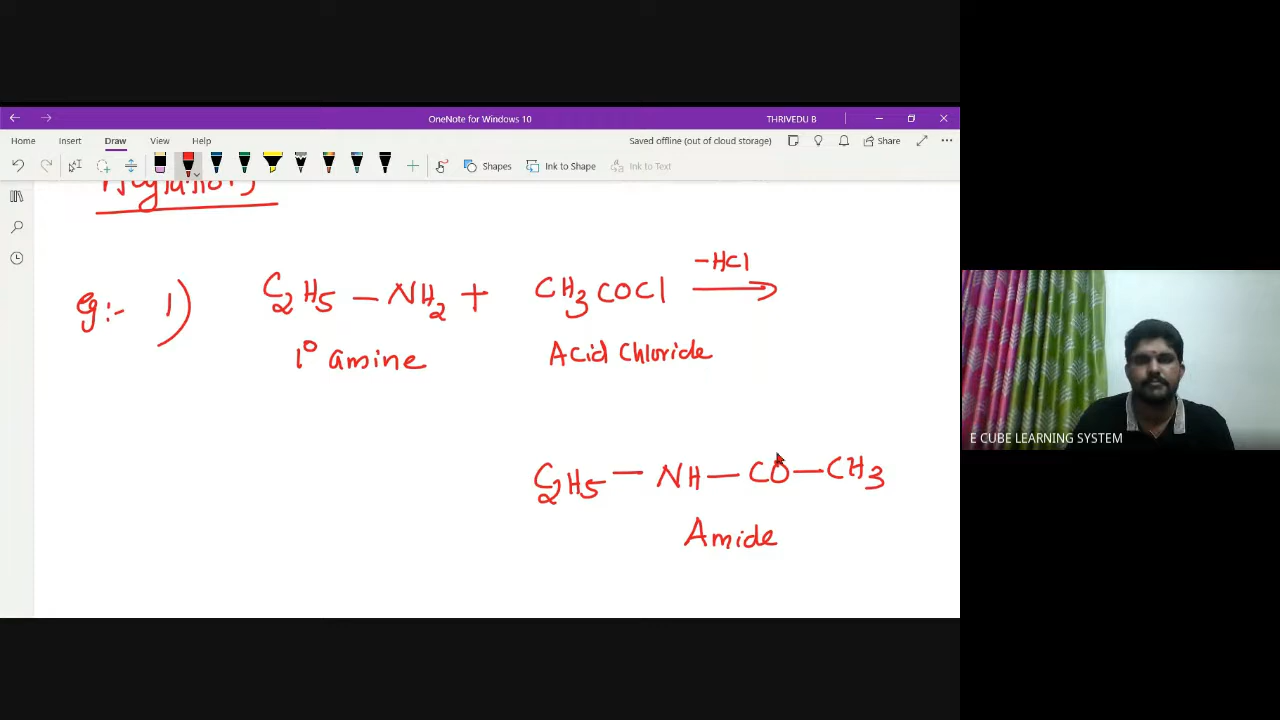 OneNote for Windows 10
THRIVEDU B
Home Insert Draw View Help
Saved offline (out of cloud storage)
Share
Shapes
Ink to Shape
Ink to Text
eg:- 1) C2H5 — NH2 + CH3COCl -HCl →
1° amine
Acid Chloride
C2H5 — NH — CO — CH3
Amide
E CUBE LEARNING SYSTEM